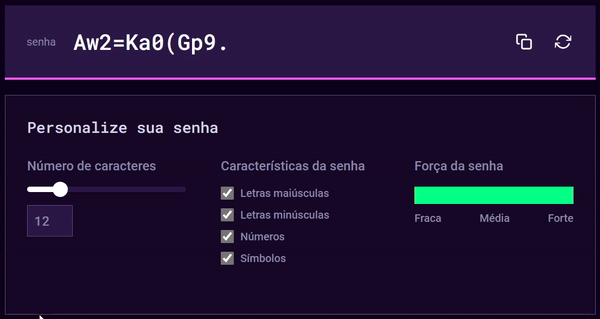 senha Aw2=Ka0(Gp9.
Personalize sua senha
Número de caracteres
12
Características da senha
Letras maiúsculas
Letras minúsculas
Números
Símbolos
Força da senha
Fraca Média Forte